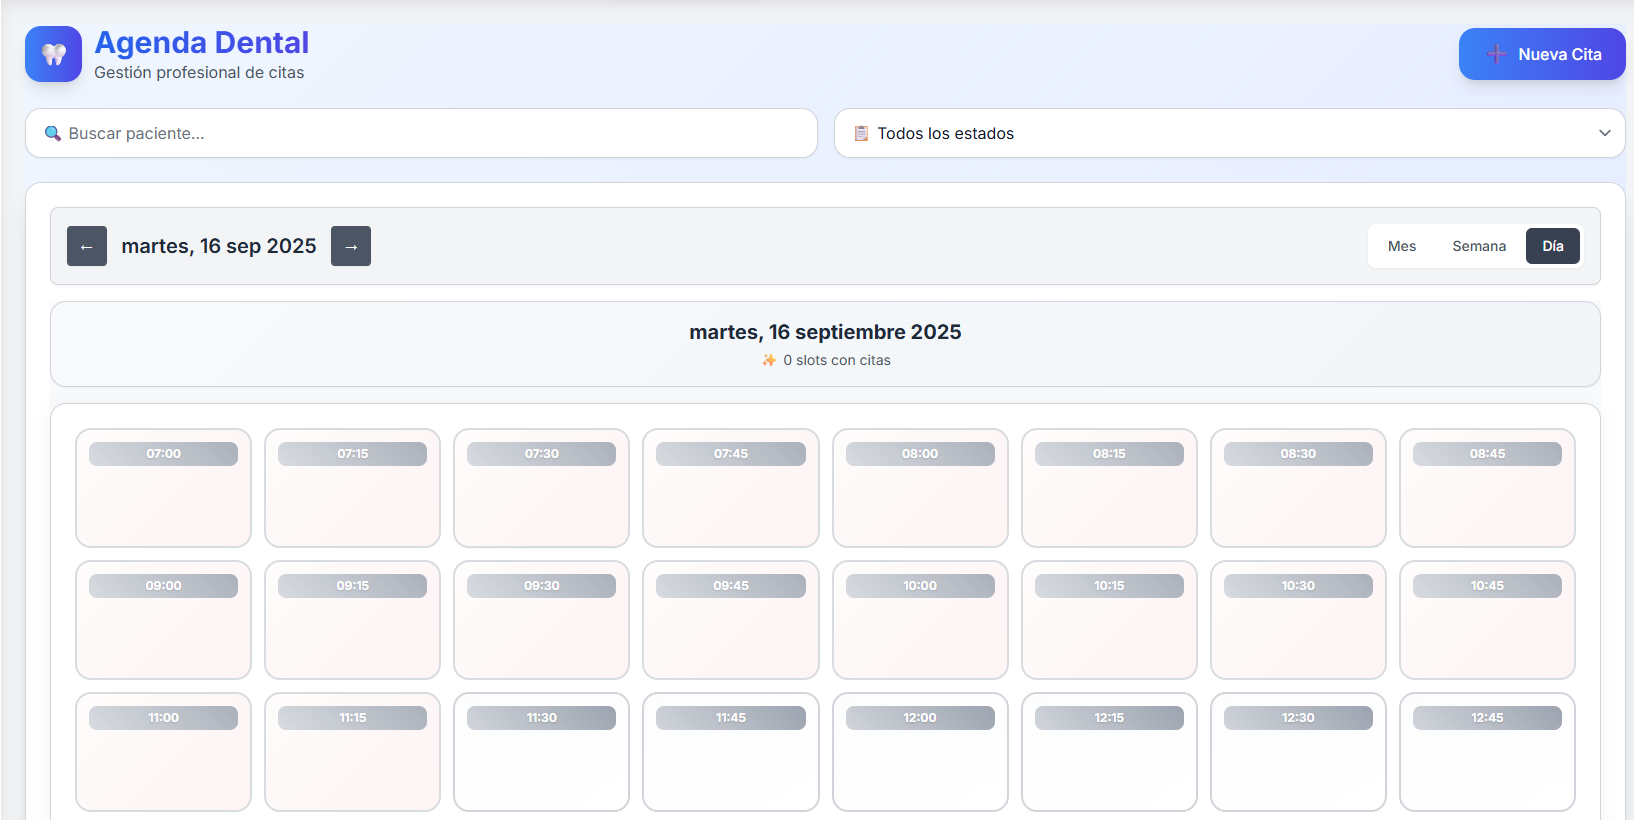 Agenda Dental
Gestión profesional de citas
Nueva Cita
Buscar paciente...
Todos los estados
← martes, 16 sep 2025 →
Mes Semana Día
martes, 16 septiembre 2025
0 slots con citas
07:00 07:15 07:30 07:45 08:00 08:15 08:30 08:45
09:00 09:15 09:30 09:45 10:00 10:15 10:30 10:45
11:00 11:15 11:30 11:45 12:00 12:15 12:30 12:45